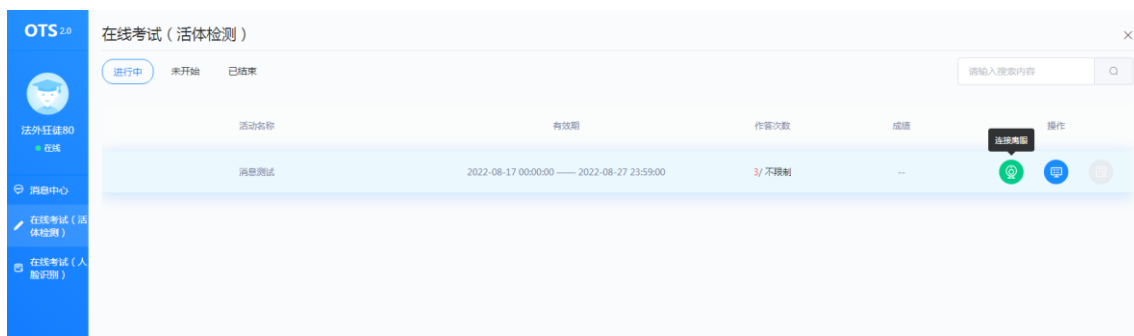 OTS 2.0
在线考试（活体检测）
进行中 未开始 已结束
请输入搜索内容
法外狂徒80
在线
活动名称 有效期 作答次数 成绩 操作
连接鹰眼
消息测试 2022-08-17 00:00:00 —— 2022-08-27 23:59:00 3/ 不限制 --
消息中心
在线考试（活
体检测）
在线考试（人
脸识别）